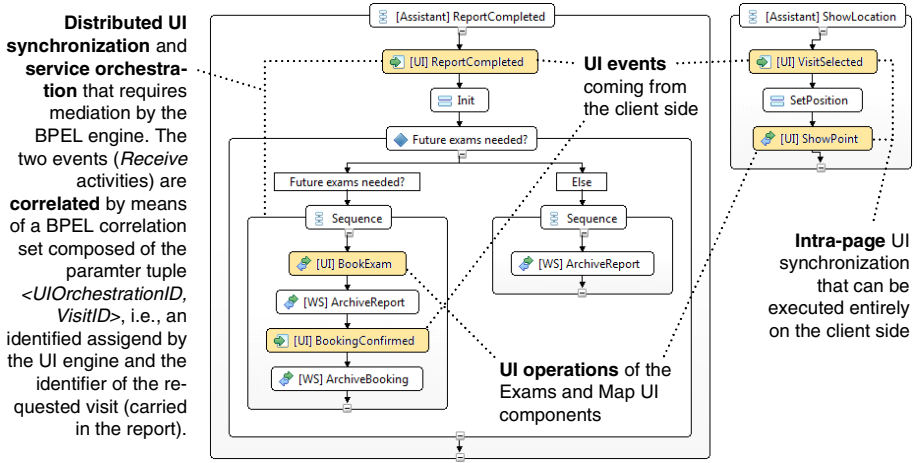 Distributed UI
synchronization and
service orchestra-
tion that requires
mediation by the
BPEL engine. The
two events (Receive
activities) are
correlated by means
of a BPEL correlation
set composed of the
paramter tuple
<UIOrchestrationID,
VisitID>, i.e., an
identified assigend by
the UI engine and the
identifier of the re-
quested visit (carried
in the report).
[Assistant] ReportCompleted
[UI] ReportCompleted
Init
Future exams needed?
Future exams needed?
Else
Sequence
[UI] BookExam
[WS] ArchiveReport
[UI] BookingConfirmed
[WS] ArchiveBooking
Sequence
[WS] ArchiveReport
UI events
coming from
the client side
UI operations of the
Exams and Map UI
components
[Assistant] ShowLocation
[UI] VisitSelected
SetPosition
[UI] ShowPoint
Intra-page UI
synchronization
that can be
executed entirely
on the client side